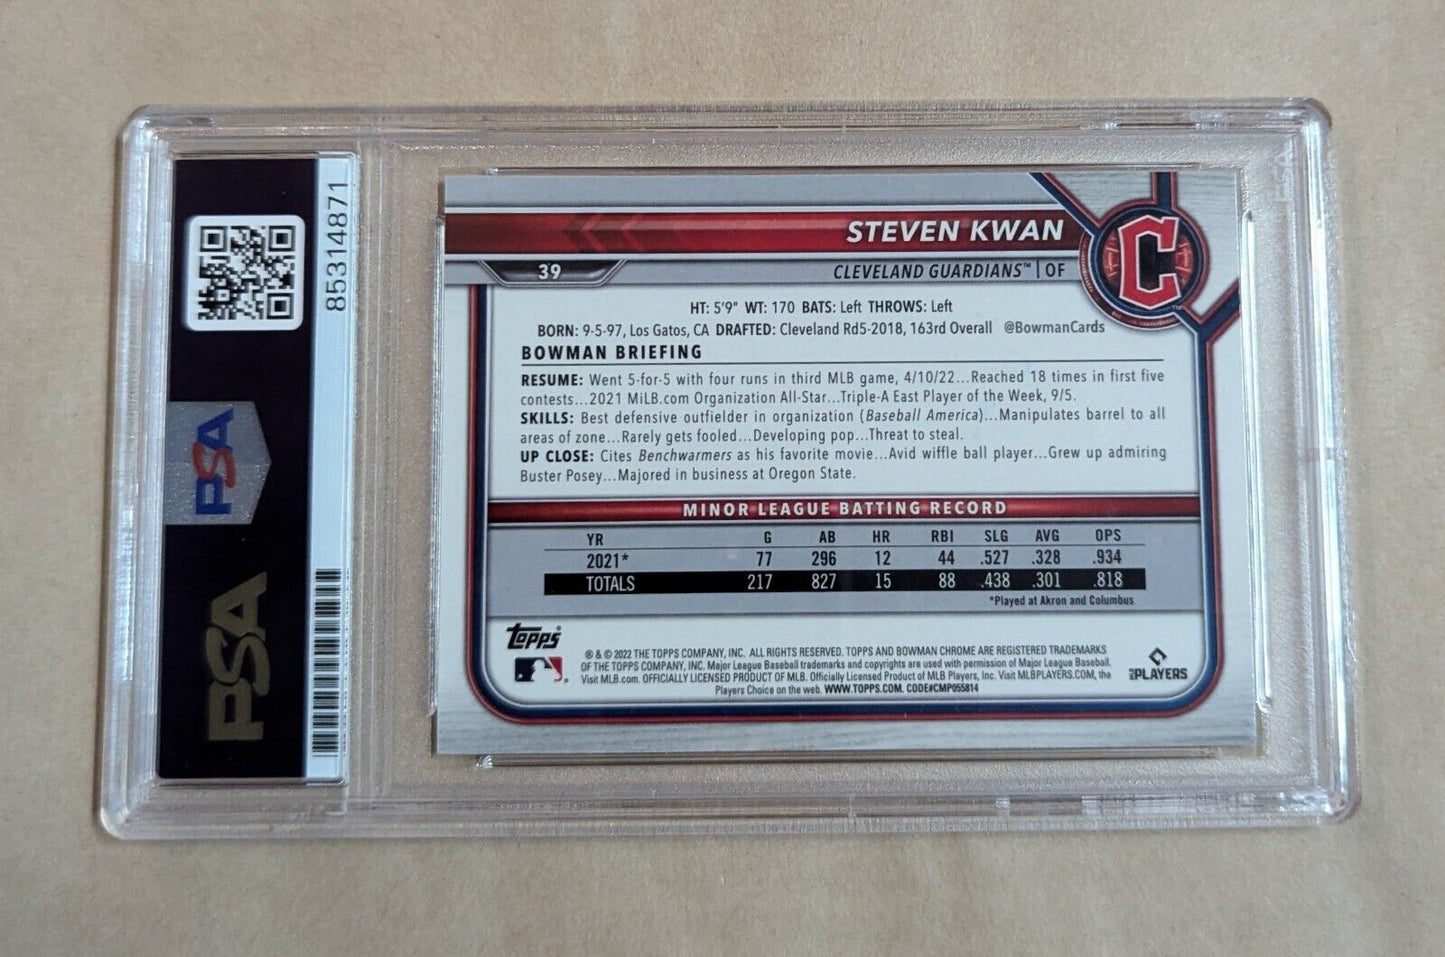 85314871
PSA
PSA
STEVEN KWAN
39
CLEVELAND GUARDIANS™ | OF
C
HT: 5'9" WT: 170 BATS: Left THROWS: Left
BORN: 9-5-97, Los Gatos, CA DRAFTED: Cleveland Rd5-2018, 163rd Overall @BowmanCards
BOWMAN BRIEFING
RESUME: Went 5-for-5 with four runs in third MLB game, 4/10/22...Reached 18 times in first five
contests...2021 MiLB.com Organization All-Star...Triple-A East Player of the Week, 9/5.
SKILLS: Best defensive outfielder in organization (Baseball America)...Manipulates barrel to all
areas of zone...Rarely gets fooled...Developing pop...Threat to steal.
UP CLOSE: Cites Benchwarmers as his favorite movie...Avid wiffle ball player...Grew up admiring
Buster Posey...Majored in business at Oregon State.
MINOR LEAGUE BATTING RECORD
YR G AB HR RBI SLG AVG OPS
2021* 77 296 12 44 .527 .328 .934
TOTALS 217 827 15 88 .438 .301 .818
*Played at Akron and Columbus
Topps®
® & © 2022 THE TOPPS COMPANY, INC. ALL RIGHTS RESERVED. TOPPS AND BOWMAN CHROME ARE REGISTERED TRADEMARKS
OF THE TOPPS COMPANY, INC. Major League Baseball trademarks and copyrights are used with permission of Major League Baseball.
Visit MLB.com. OFFICIALLY LICENSED PRODUCT OF MLB. Officially Licensed Product of MLB Players, Inc. Visit MLBPLAYERS.COM, the
Players Choice on the web. WWW.TOPPS.COM. CODE#CMP055814
MLB PLAYERS